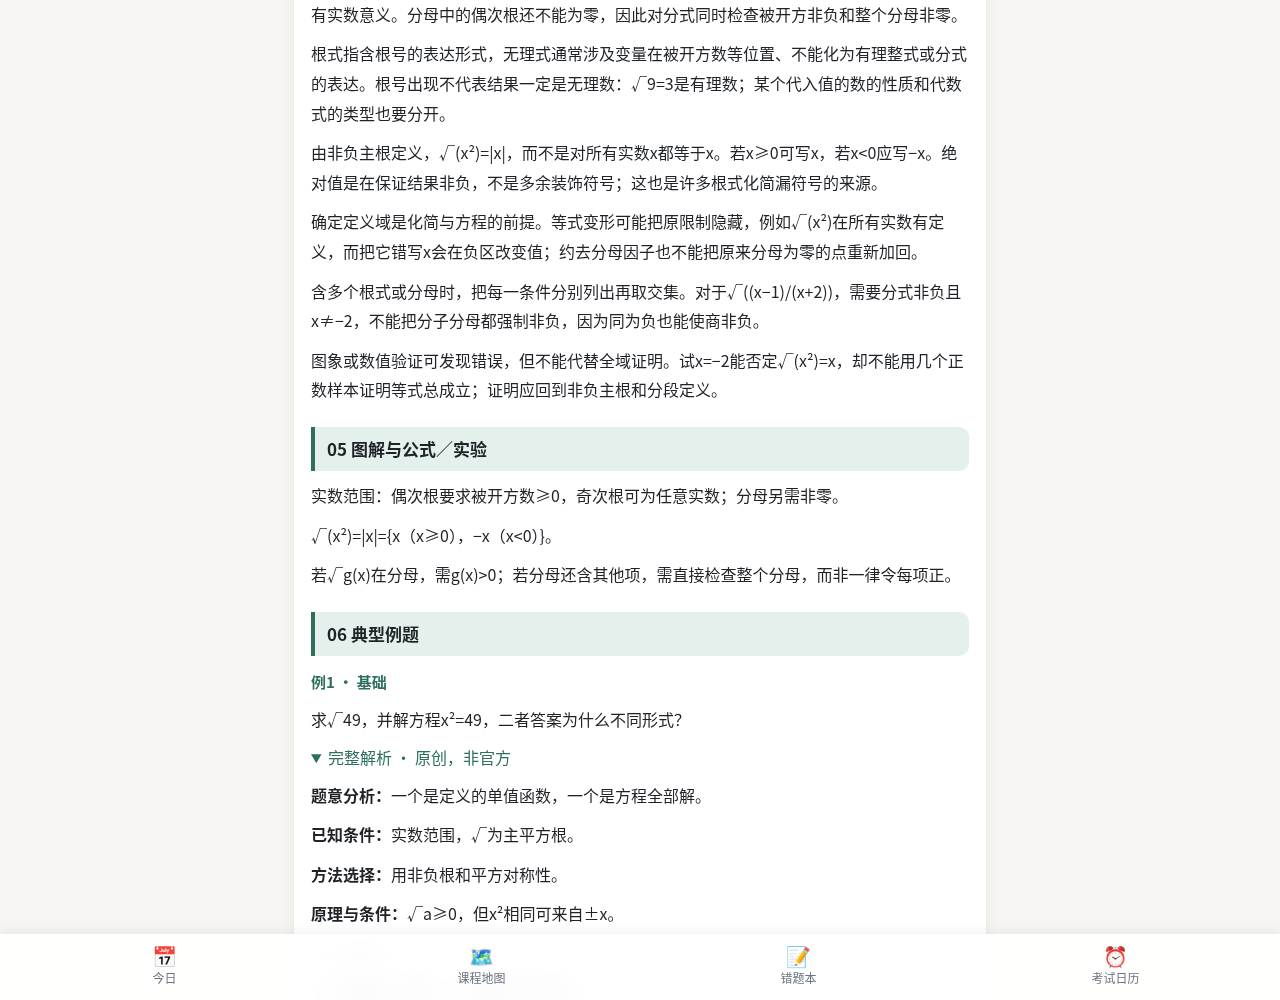 有实数意义。分母中的偶次根还不能为零，因此对分式同时检查被开方非负和整个分母非零。
根式指含根号的表达形式，无理式通常涉及变量在被开方数等位置、不能化为有理整式或分式
的表达。根号出现不代表结果一定是无理数：√9=3是有理数；某个代入值的数的性质和代数
式的类型也要分开。
由非负主根定义，√(x²)=|x|，而不是对所有实数x都等于x。若x≥0可写x，若x<0应写−x。绝
对值是在保证结果非负，不是多余装饰符号；这也是许多根式化简漏符号的来源。
确定定义域是化简与方程的前提。等式变形可能把原限制隐藏，例如√(x²)在所有实数有定
义，而把它错写x会在负区改变值；约去分母因子也不能把原来分母为零的点重新加回。
含多个根式或分母时，把每一条件分别列出再取交集。对于√((x−1)/(x+2))，需要分式非负且
x≠−2，不能把分子分母都强制非负，因为同为负也能使商非负。
图象或数值验证可发现错误，但不能代替全域证明。试x=−2能否定√(x²)=x，却不能用几个正
数样本证明等式总成立；证明应回到非负主根和分段定义。
05 图解与公式／实验
实数范围：偶次根要求被开方数≥0，奇次根可为任意实数；分母另需非零。
√(x²)=|x|={x（x≥0），−x（x<0）}。
若√g(x)在分母，需g(x)>0；若分母还含其他项，需直接检查整个分母，而非一律令每项正。
06 典型例题
例1 · 基础
求√49，并解方程x²=49，二者答案为什么不同形式？
▼ 完整解析 · 原创，非官方
题意分析：一个是定义的单值函数，一个是方程全部解。
已知条件：实数范围，√为主平方根。
方法选择：用非负根和平方对称性。
原理与条件：√a≥0，但x²相同可来自±x。
今日
课程地图
错题本
考试日历